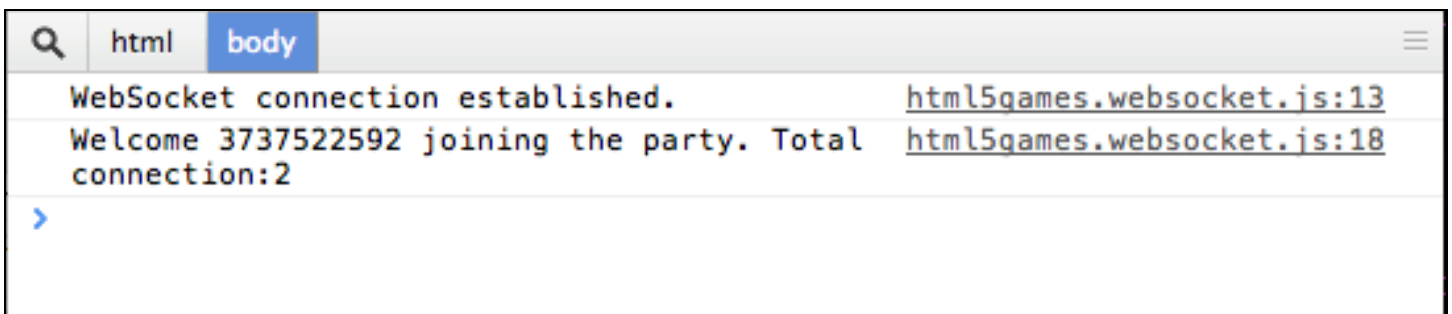 html body
WebSocket connection established. html5games.websocket.js:13
Welcome 3737522592 joining the party. Total html5games.websocket.js:18
connection:2